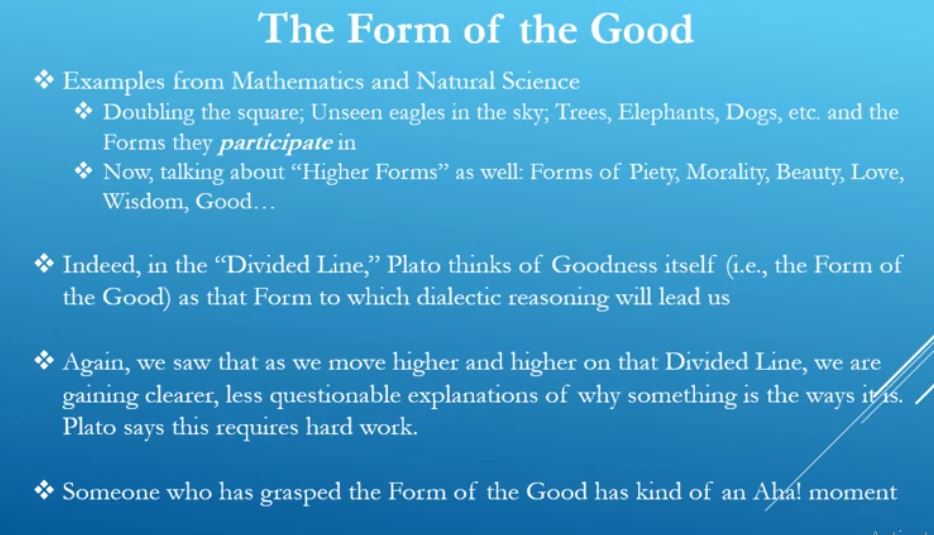 The Form of the Good
❖ Examples from Mathematics and Natural Science
❖ Doubling the square; Unseen eagles in the sky; Trees, Elephants, Dogs, etc. and the
Forms they participate in
❖ Now, talking about “Higher Forms” as well: Forms of Piety, Morality, Beauty, Love,
Wisdom, Good…
❖ Indeed, in the “Divided Line,” Plato thinks of Goodness itself (i.e., the Form of
the Good) as that Form to which dialectic reasoning will lead us
❖ Again, we saw that as we move higher and higher on that Divided Line, we are
gaining clearer, less questionable explanations of why something is the ways it is.
Plato says this requires hard work.
❖ Someone who has grasped the Form of the Good has kind of an Aha! moment